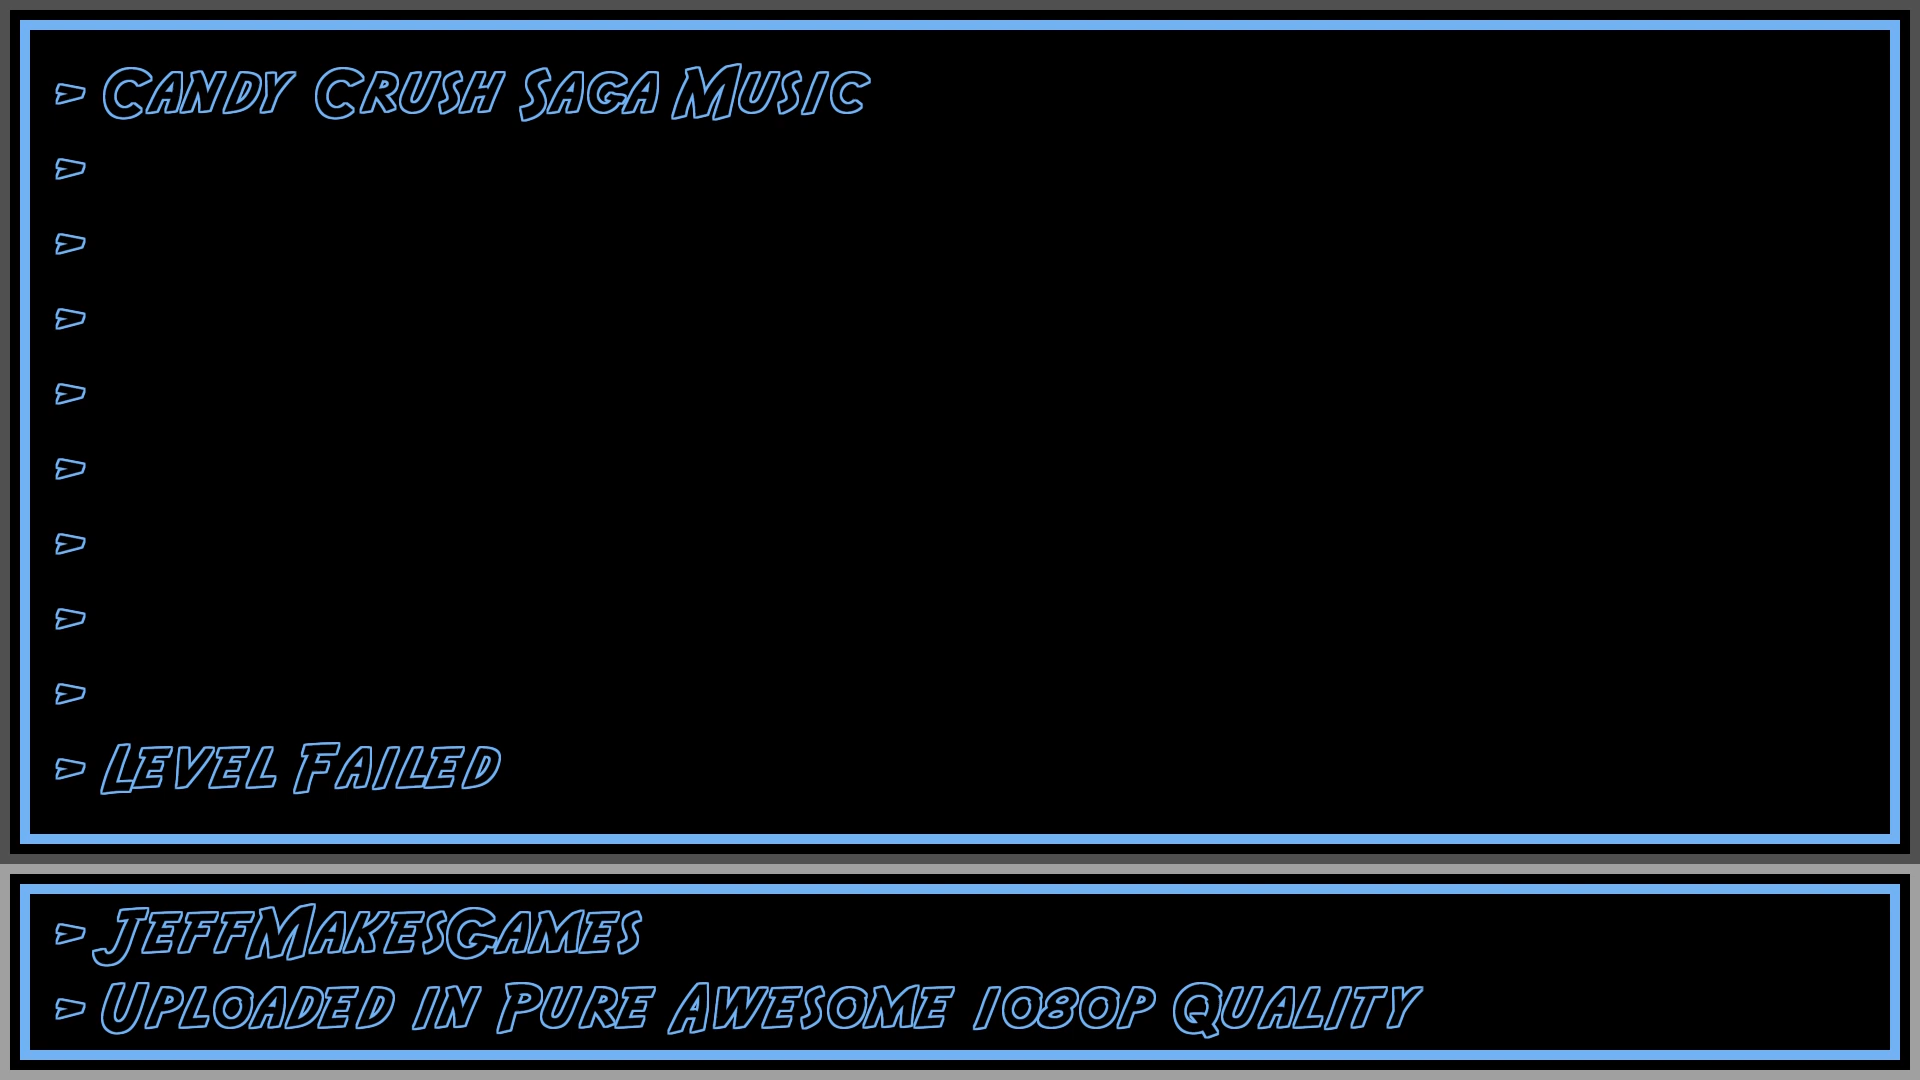 > Candy Crush Saga Music
>
>
>
>
>
>
>
>
> Level Failed
> JeffMakesGames
> Uploaded in Pure Awesome 1080p Quality